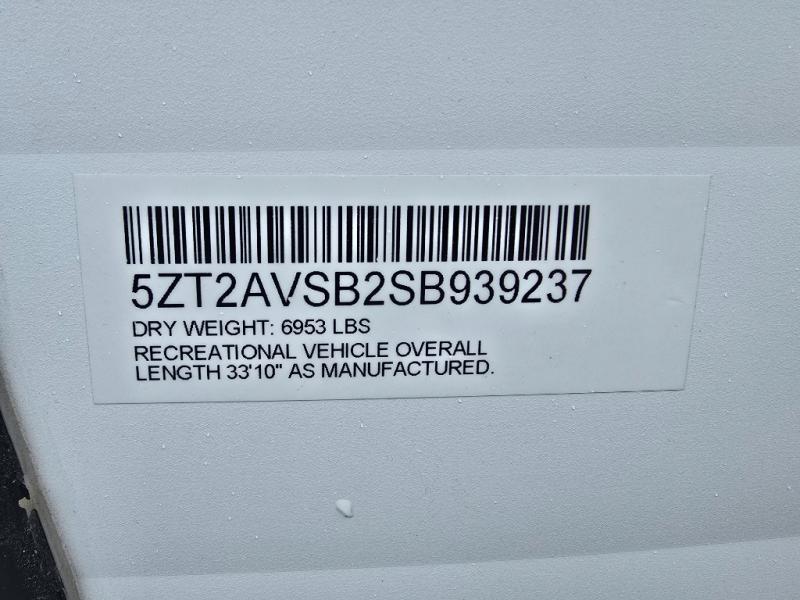 5ZT2AVSB2SB939237
DRY WEIGHT: 6953 LBS
RECREATIONAL VEHICLE OVERALL
LENGTH 33'10" AS MANUFACTURED.